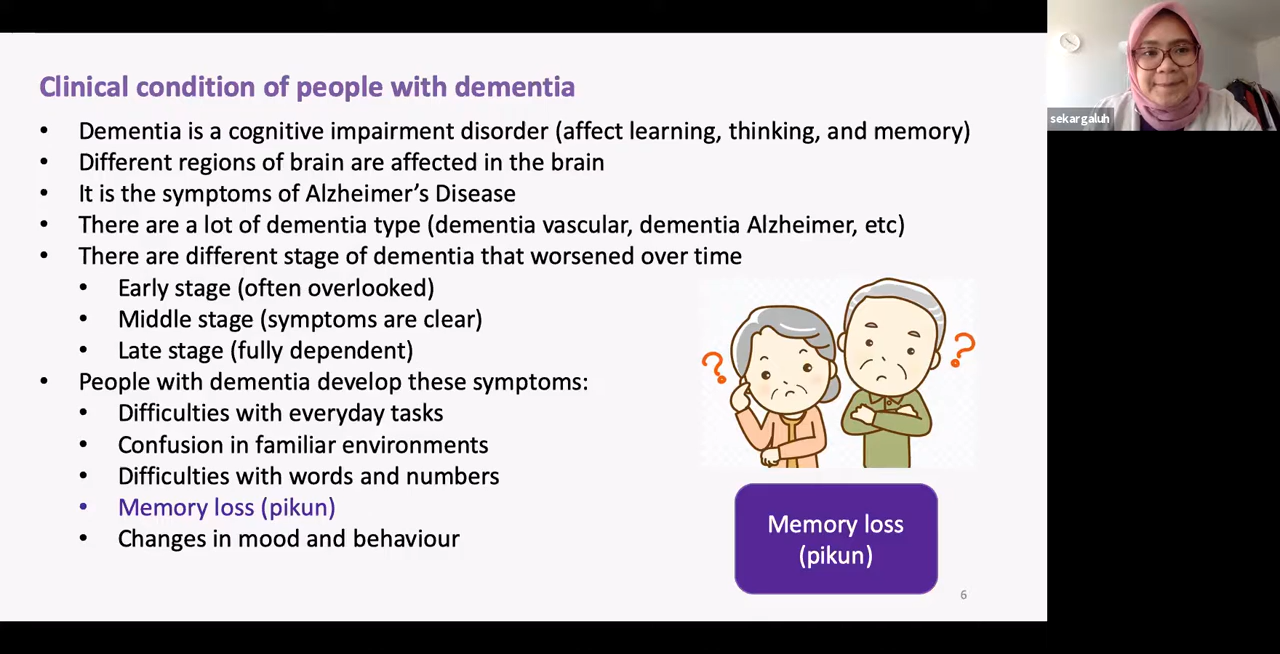 Clinical condition of people with dementia
• Dementia is a cognitive impairment disorder (affect learning, thinking, and memory)
• Different regions of brain are affected in the brain
• It is the symptoms of Alzheimer's Disease
• There are a lot of dementia type (dementia vascular, dementia Alzheimer, etc)
• There are different stage of dementia that worsened over time
• Early stage (often overlooked)
• Middle stage (symptoms are clear)
• Late stage (fully dependent)
• People with dementia develop these symptoms:
• Difficulties with everyday tasks
• Confusion in familiar environments
• Difficulties with words and numbers
• Memory loss (pikun)
• Changes in mood and behaviour
? ?
Memory loss
(pikun)
6
sekargaluh